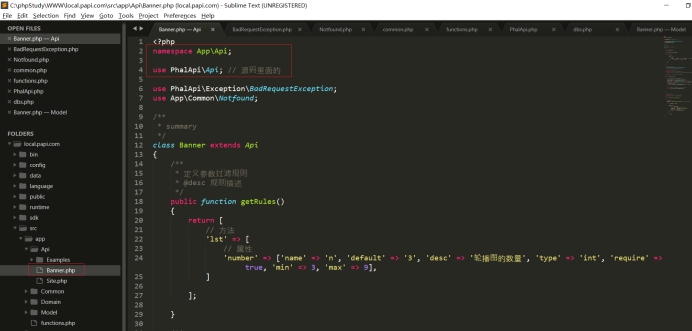 C:\phpStudy\WWW\local.papi.com\src\app\Api\Banner.php (local.papi.com) - Sublime Text (UNREGISTERED)
File Edit Selection Find View Goto Tools Project Preferences Help
OPEN FILES
Banner.php — Api
BadRequestException.php
Notfound.php
common.php
functions.php
PhalApi.php
dbs.php
Banner.php — Model
FOLDERS
local.papi.com
bin
config
data
language
public
runtime
sdk
src
app
Api
Examples
Banner.php
Site.php
Common
Domain
Model
functions.php
Banner.php — Api
BadRequestException.php
Notfound.php
common.php
functions.php
PhalApi.php
dbs.php
Banner.php — Model
1 <?php
2 namespace App\Api;
3
4 use PhalApi\Api; // 源码里面的
5
6 use PhalApi\Exception\BadRequestException;
7 use App\Common\Notfound;
8
9 /**
10 * summary
11 */
12 class Banner extends Api
13 {
14 /**
15 * 定义参数过滤规则
16 * @desc 规则描述
17 */
18 public function getRules()
19 {
20 return [
21 // 方法
22 'lst' => [
23 // 属性
24 'number' => ['name' => 'n', 'default' => '3', 'desc' => '轮播图的数量', 'type' => 'int', 'require' =>
true, 'min' => 3, 'max' => 9],
25 ]
26
27 ];
28
29 }
30